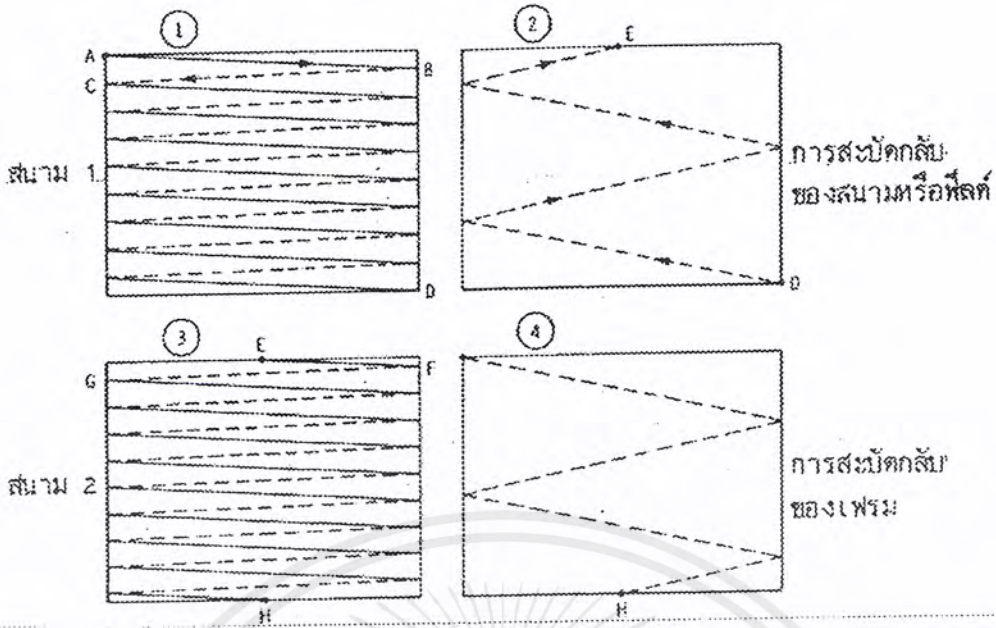 1
2
A
B
C
D
E
D
สนาม 1
การสะบัดกลับ
ของสนามหรือฟิลด์
3
4
E
F
G
H
H
สนาม 2
การสะบัดกลับ
ของเฟรม